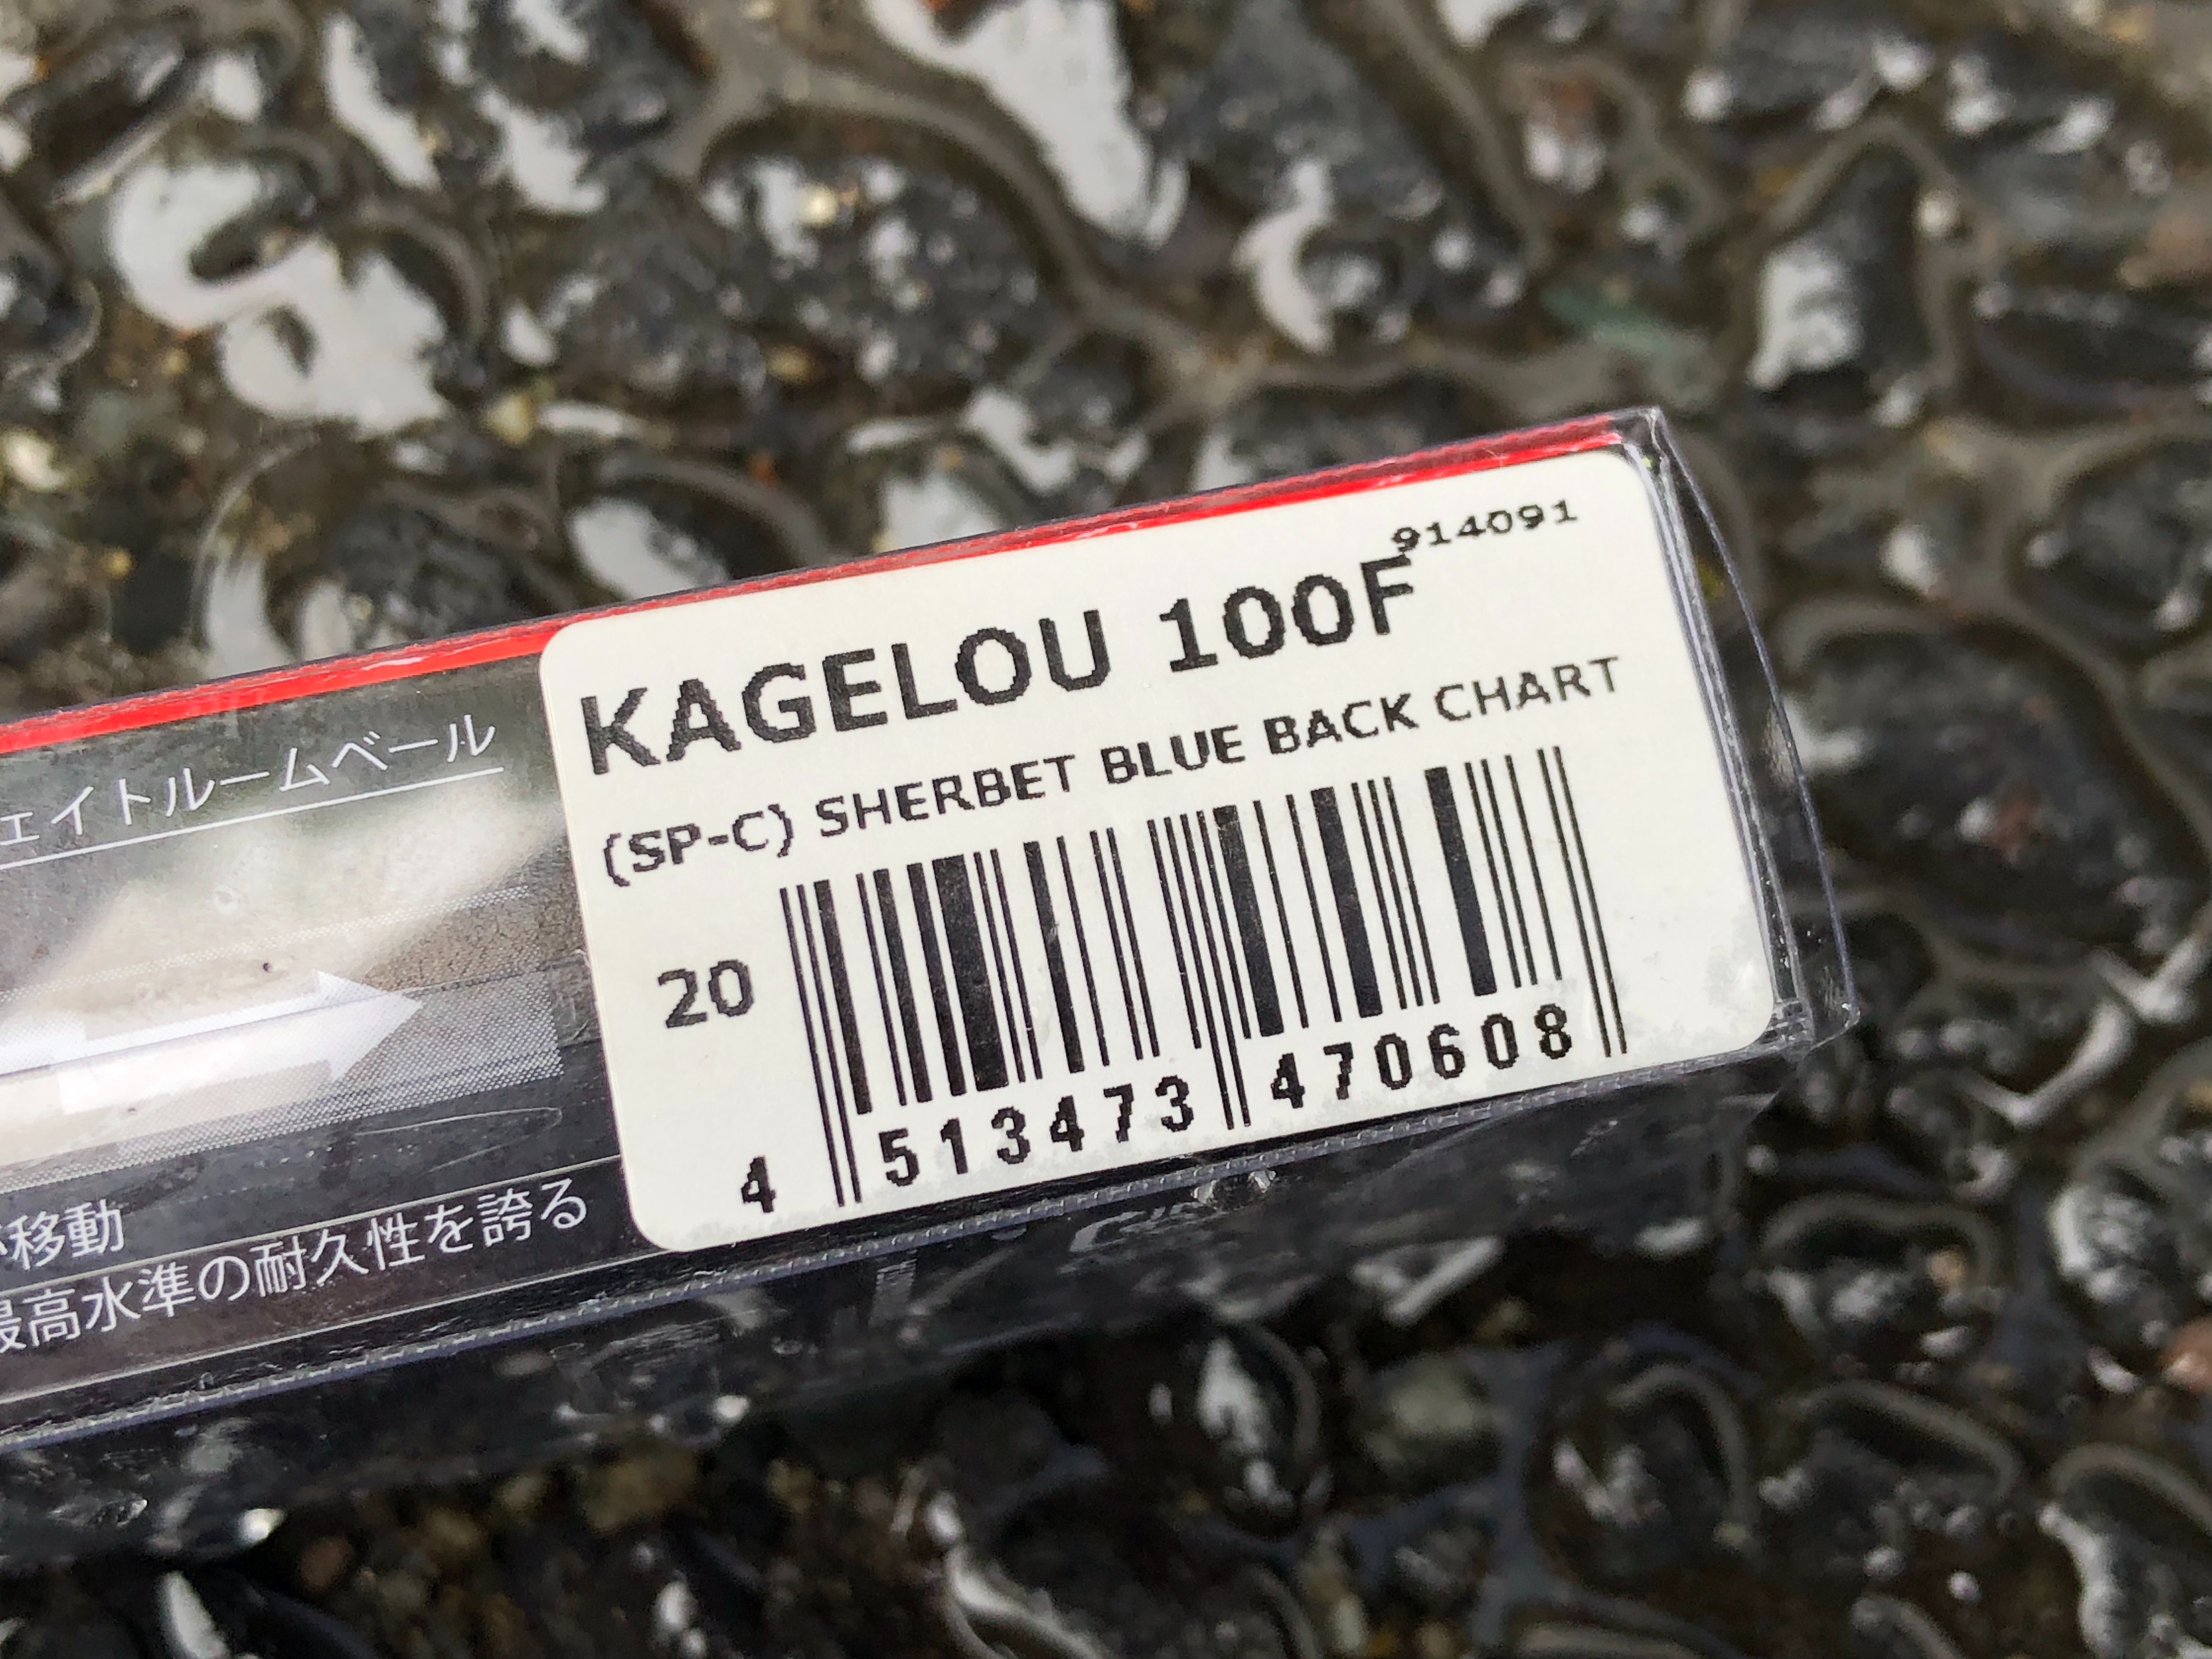 914091
KAGELOU 100F
(SP-C) SHERBET BLUE BACK CHART
20
4 513473 470608
ェイトルームベール
移動
最高水準の耐久性を誇る